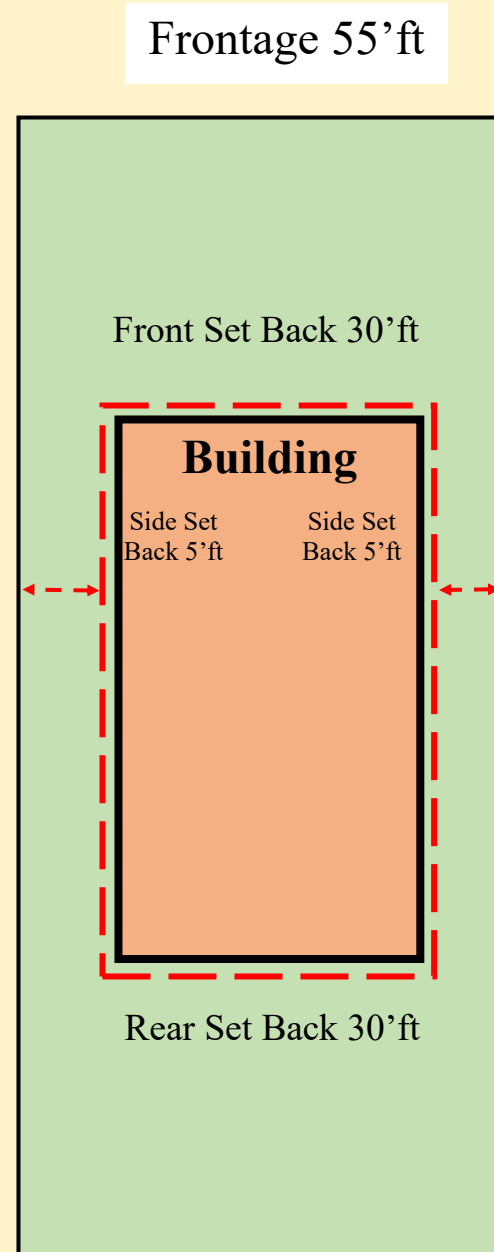 Frontage 55’ft
Front Set Back 30’ft
Building
Side Set
Back 5’ft
Side Set
Back 5’ft
Rear Set Back 30’ft